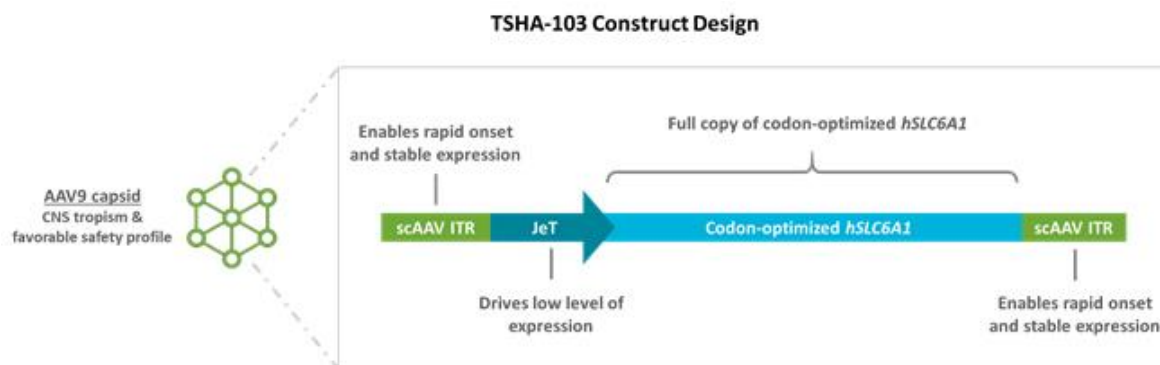 TSHA-103 Construct Design
Enables rapid onset
and stable expression
Full copy of codon-optimized hSLC6A1
AAV9 capsid
CNS tropism &
favorable safety profile
scAAV ITR
JeT
Codon-optimized hSLC6A1
scAAV ITR
Drives low level of
expression
Enables rapid onset
and stable expression